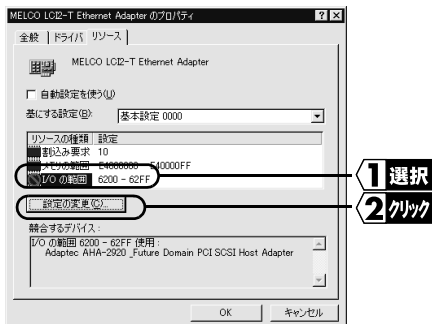 MELCO LCI2-T Ethernet Adapter のプロパティ
全般 ドライバ リソース
MELCO LCI2-T Ethernet Adapter
自動設定を使う(U)
基にする設定(B): 基本設定 0000
リソースの種類 設定
割込み要求 10
メモリの範囲 E4000000 - E40000FF
I/O の範囲 6200 - 62FF
1 選択
設定の変更(C)...
2 クリック
競合するデバイス:
I/O の範囲 6200 - 62FF 使用:
Adaptec AHA-2920 _Future Domain PCI SCSI Host Adapter
OK キャンセル